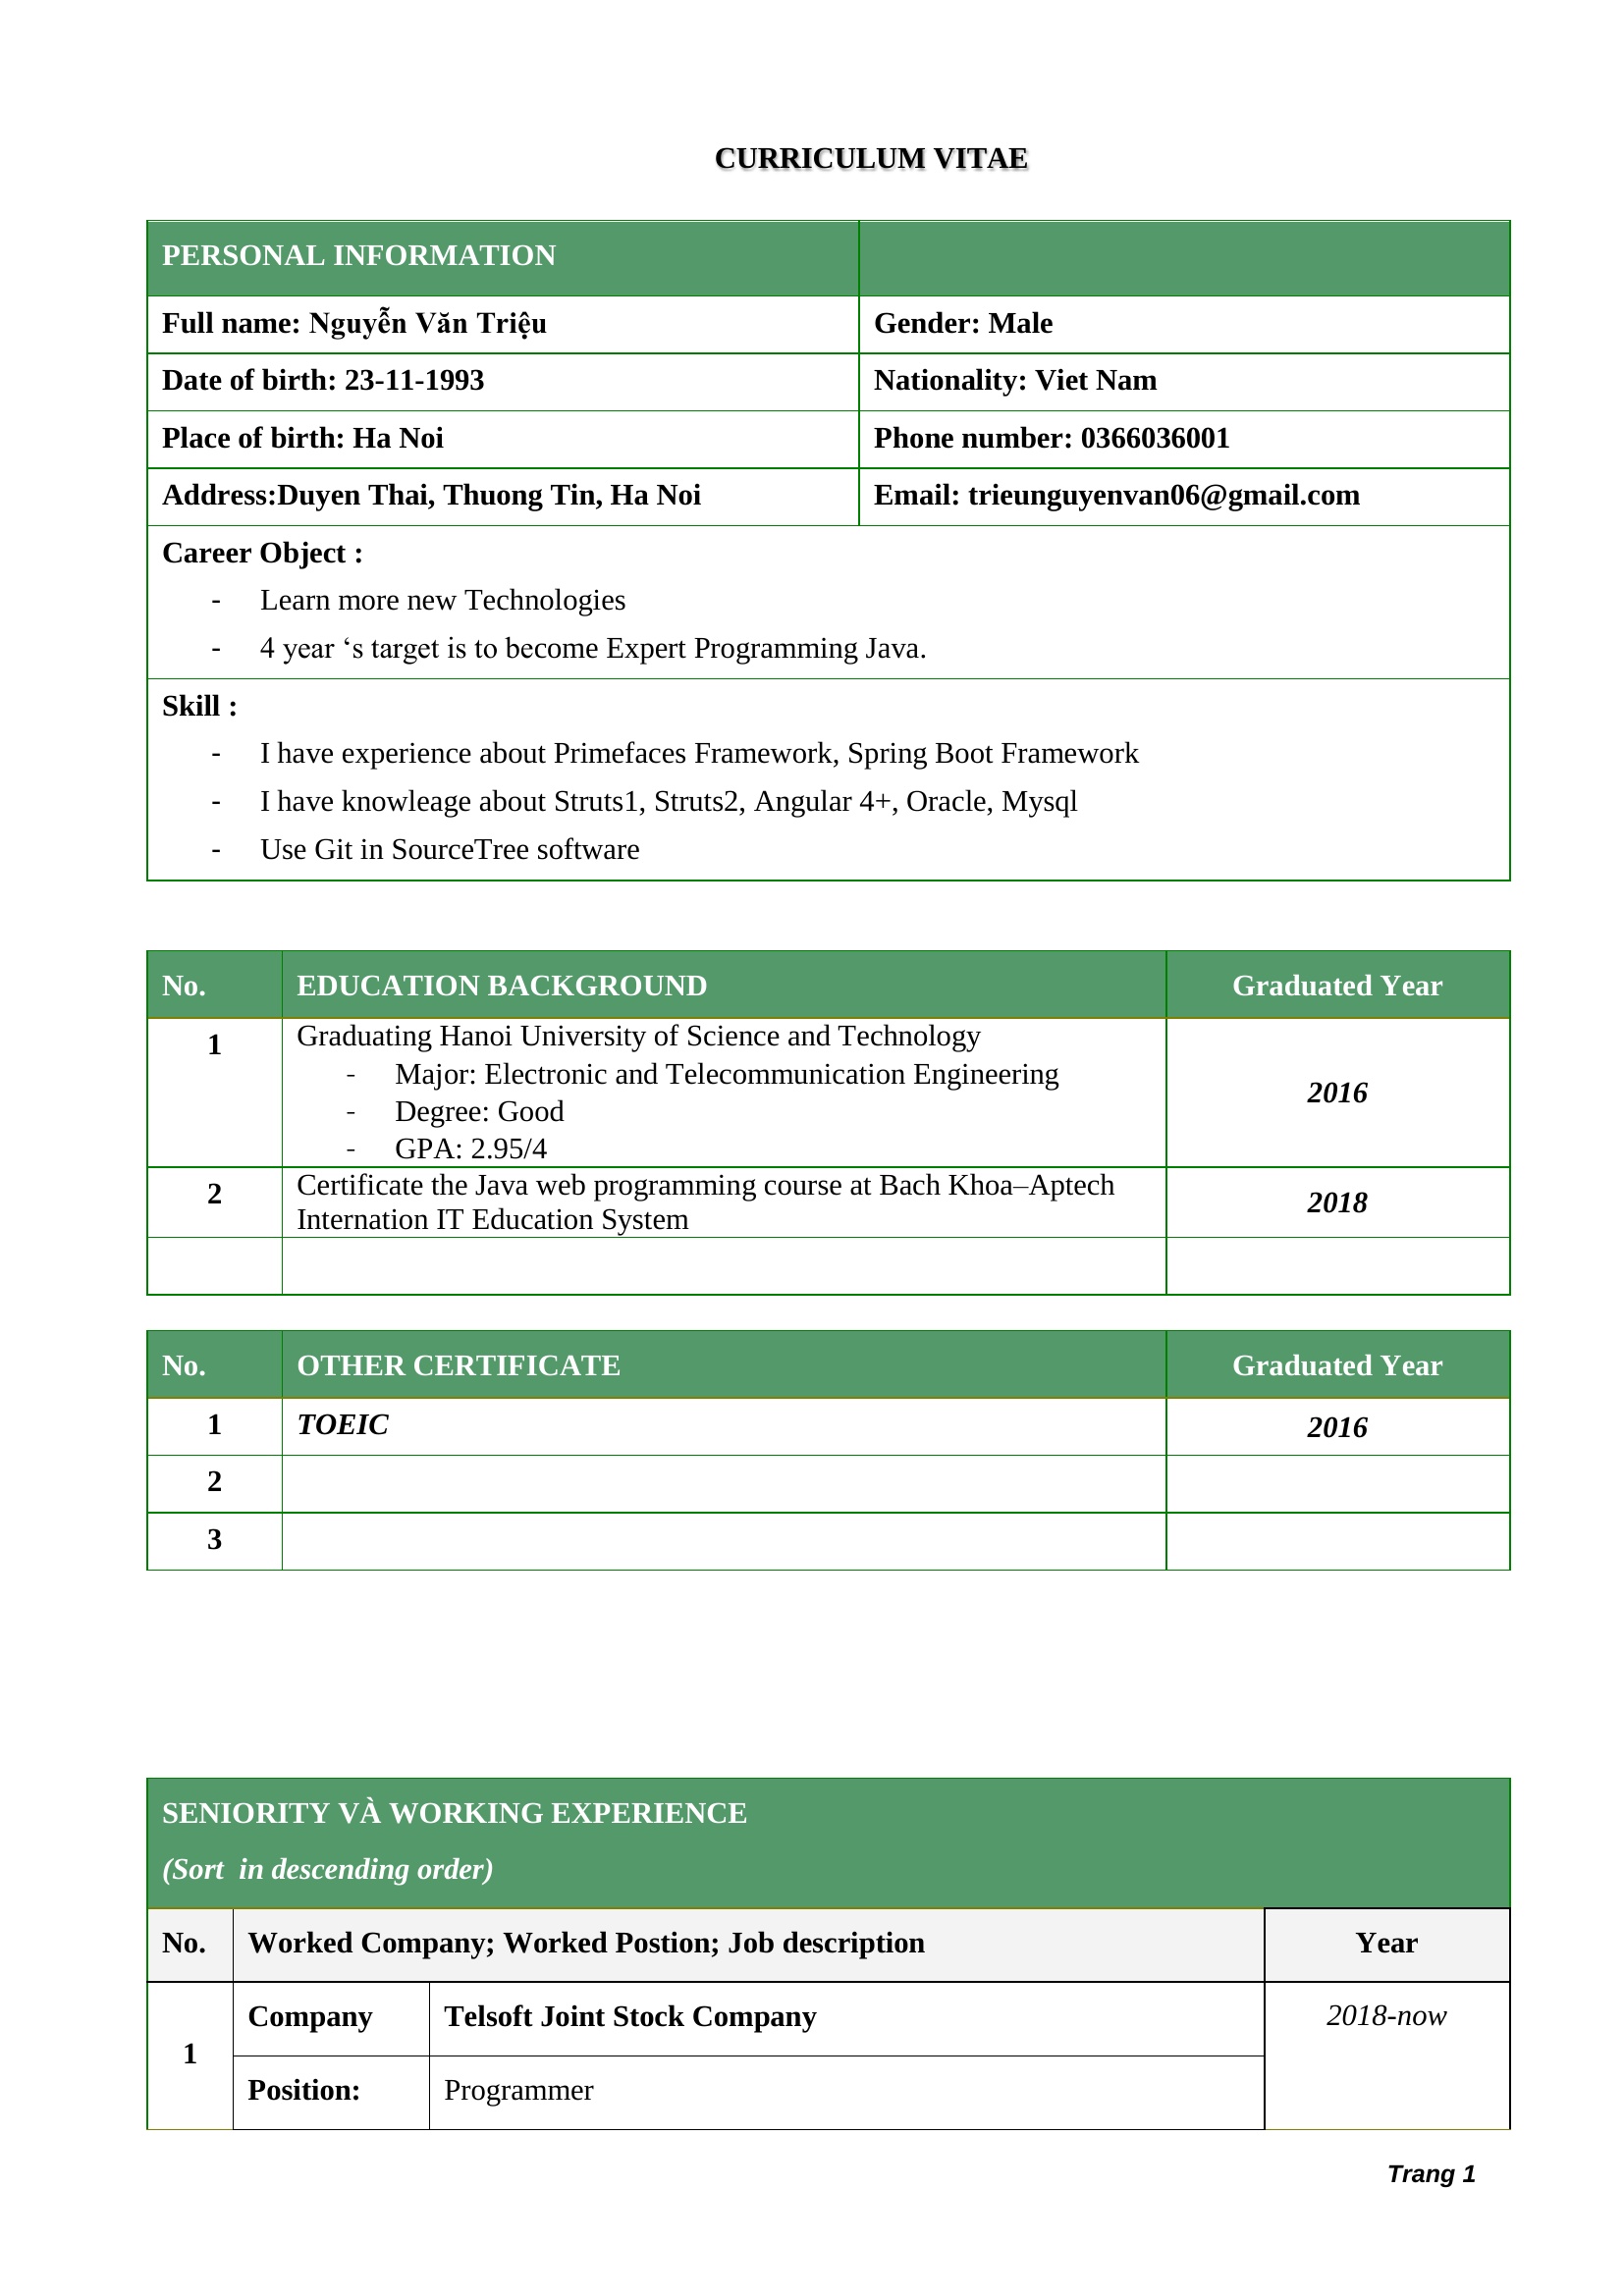 CURRICULUM VITAE
PERSONAL INFORMATION
Full name: Nguyễn Văn Triệu
Gender: Male
Date of birth: 23-11-1993
Nationality: Viet Nam
Place of birth: Ha Noi
Phone number: 0366036001
Address:Duyen Thai, Thuong Tin, Ha Noi
Email: trieunguyenvan06@gmail.com
Career Object :
- Learn more new Technologies
- 4 year ‘s target is to become Expert Programming Java.
Skill :
- I have experience about Primefaces Framework, Spring Boot Framework
- I have knowleage about Struts1, Struts2, Angular 4+, Oracle, Mysql
- Use Git in SourceTree software
No. EDUCATION BACKGROUND Graduated Year
1 Graduating Hanoi University of Science and Technology
- Major: Electronic and Telecommunication Engineering
- Degree: Good
- GPA: 2.95/4
2016
2 Certificate the Java web programming course at Bach Khoa–Aptech
Internation IT Education System
2018
No. OTHER CERTIFICATE Graduated Year
1 TOEIC 2016
2
3
SENIORITY VÀ WORKING EXPERIENCE
(Sort  in descending order)
No. Worked Company; Worked Postion; Job description Year
1 Company Telsoft Joint Stock Company 2018-now
Position: Programmer
Trang 1